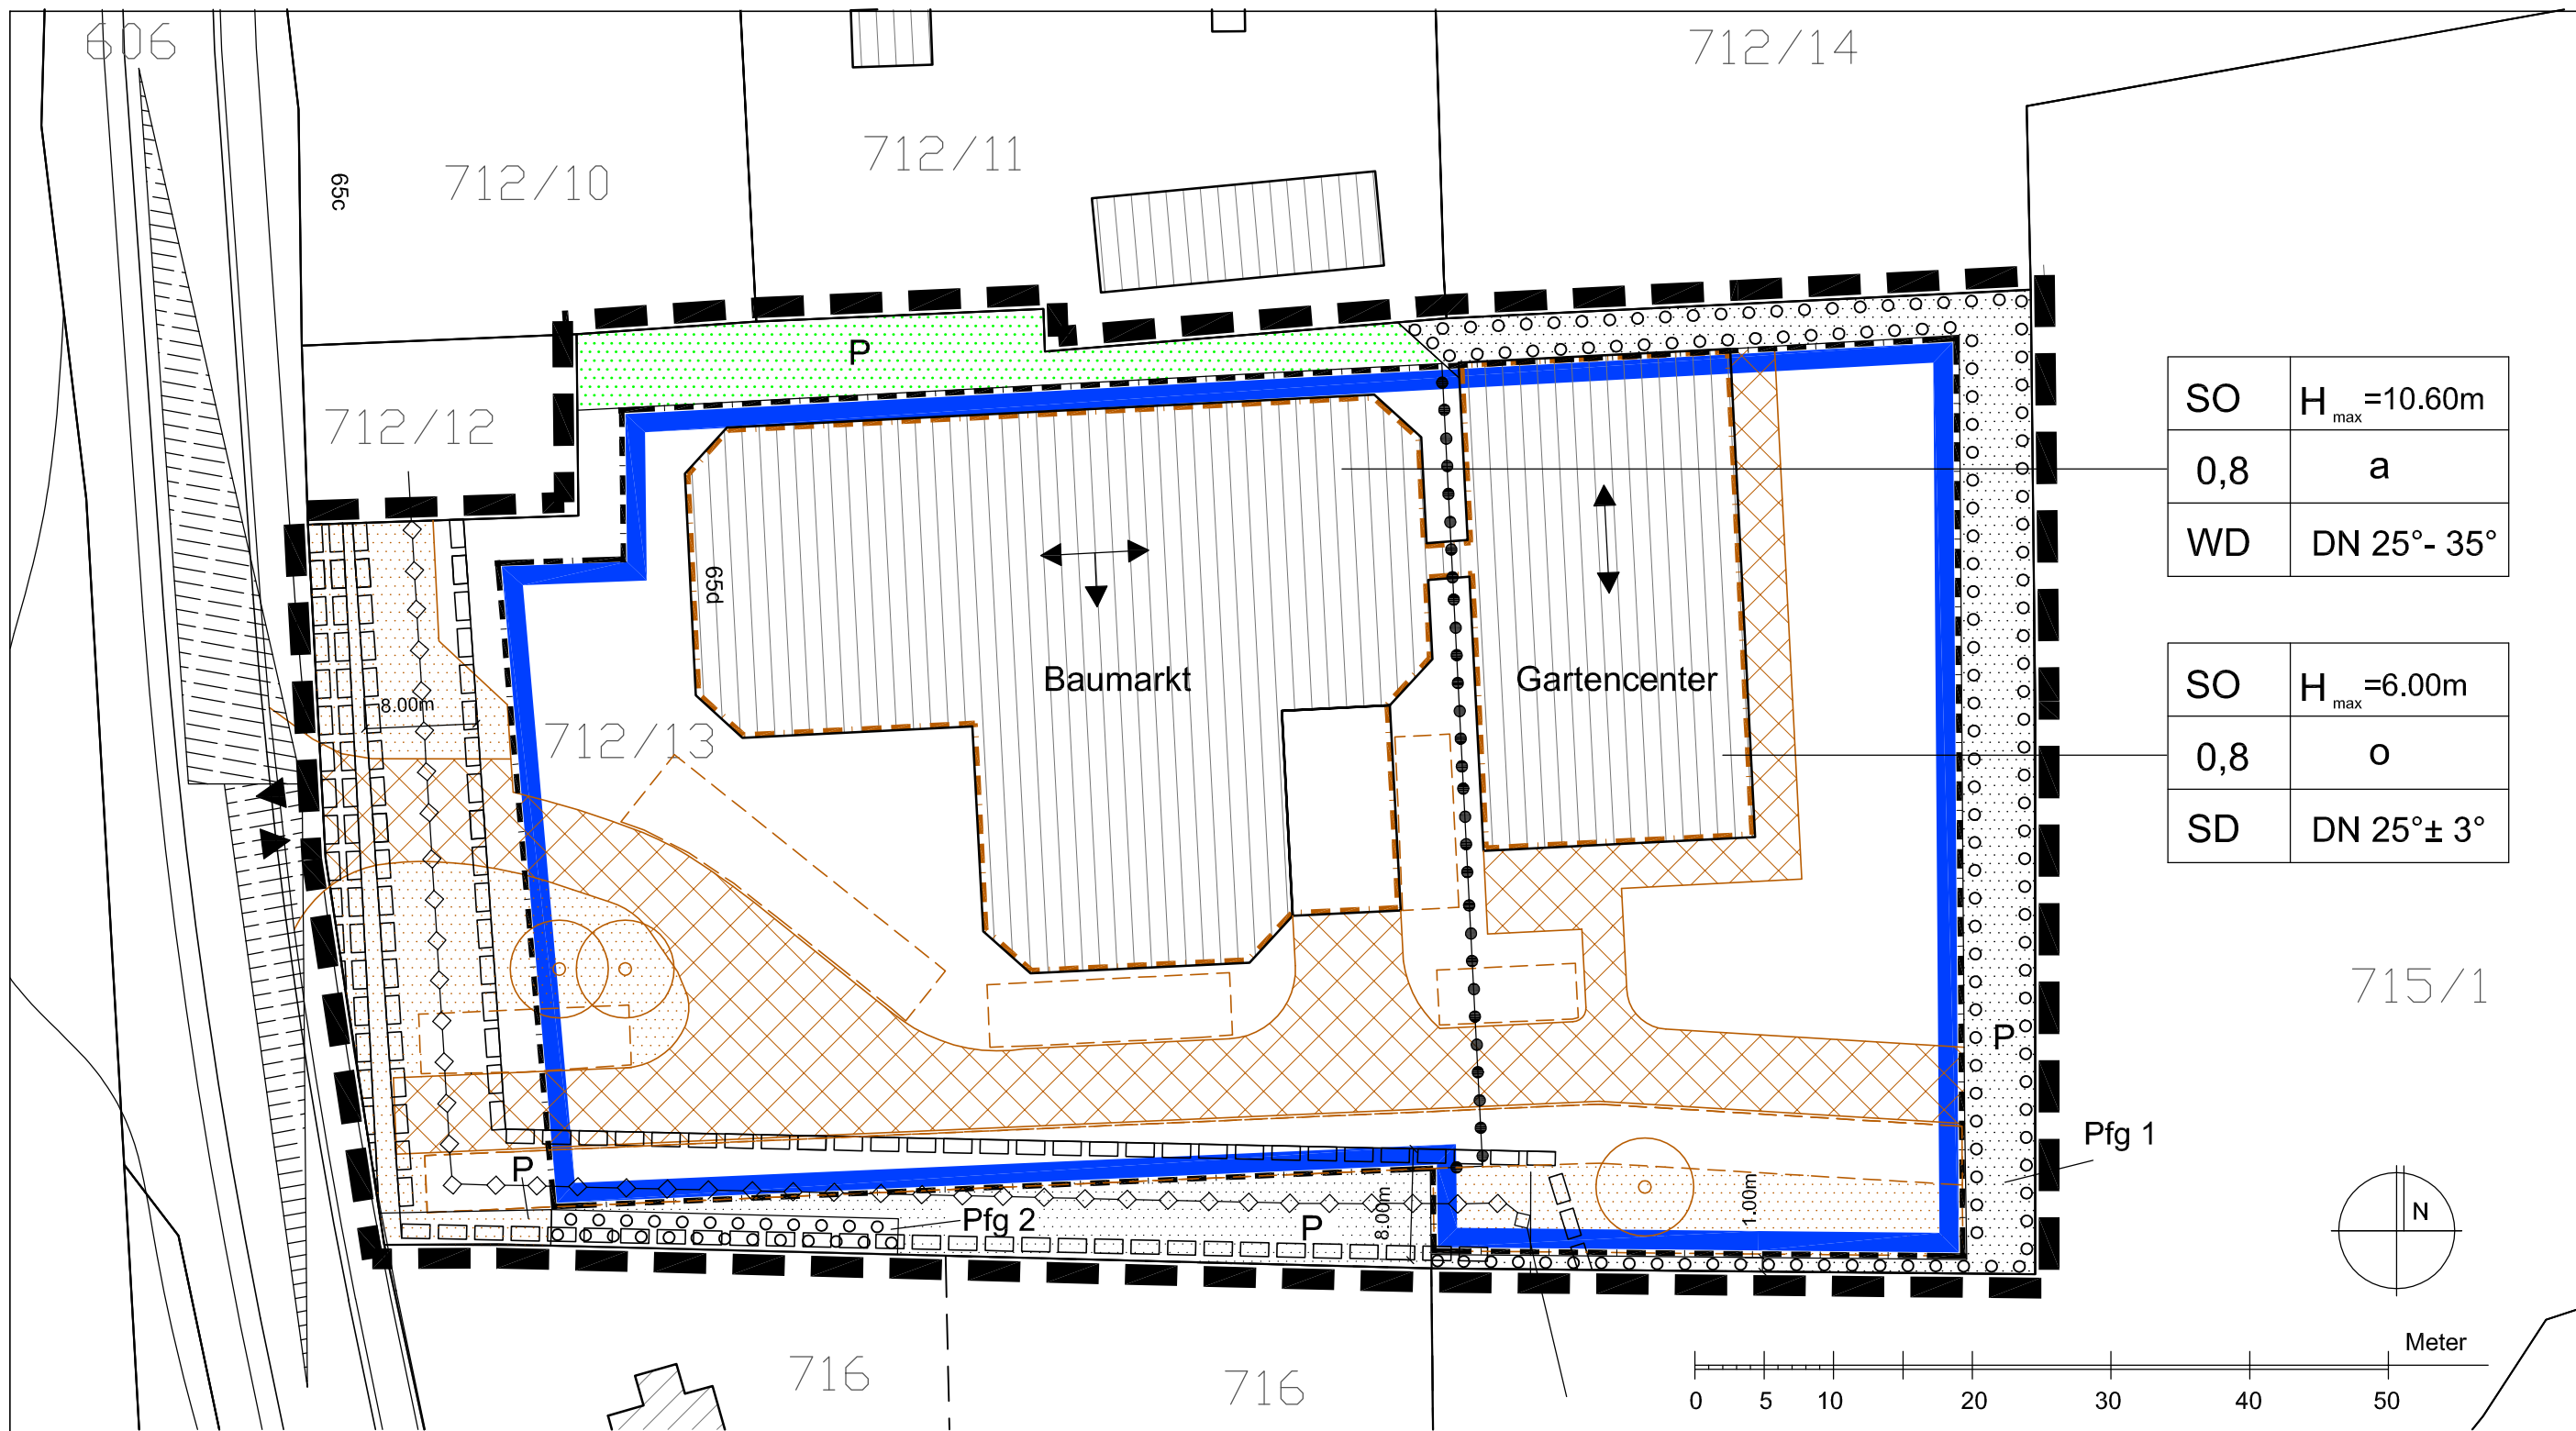 606
712/14
712/11
65c
712/10
P
712/12
SO H max =10.60m
0,8 a
WD DN 25°- 35°
65d
Baumarkt
Gartencenter
SO H max =6.00m
0,8 o
SD DN 25°± 3°
8.00m
712/13
715/1
P
Pfg 1
P
Pfg 2
P
8.00m
1.00m
N
Meter
716
716
0 5 10 20 30 40 50